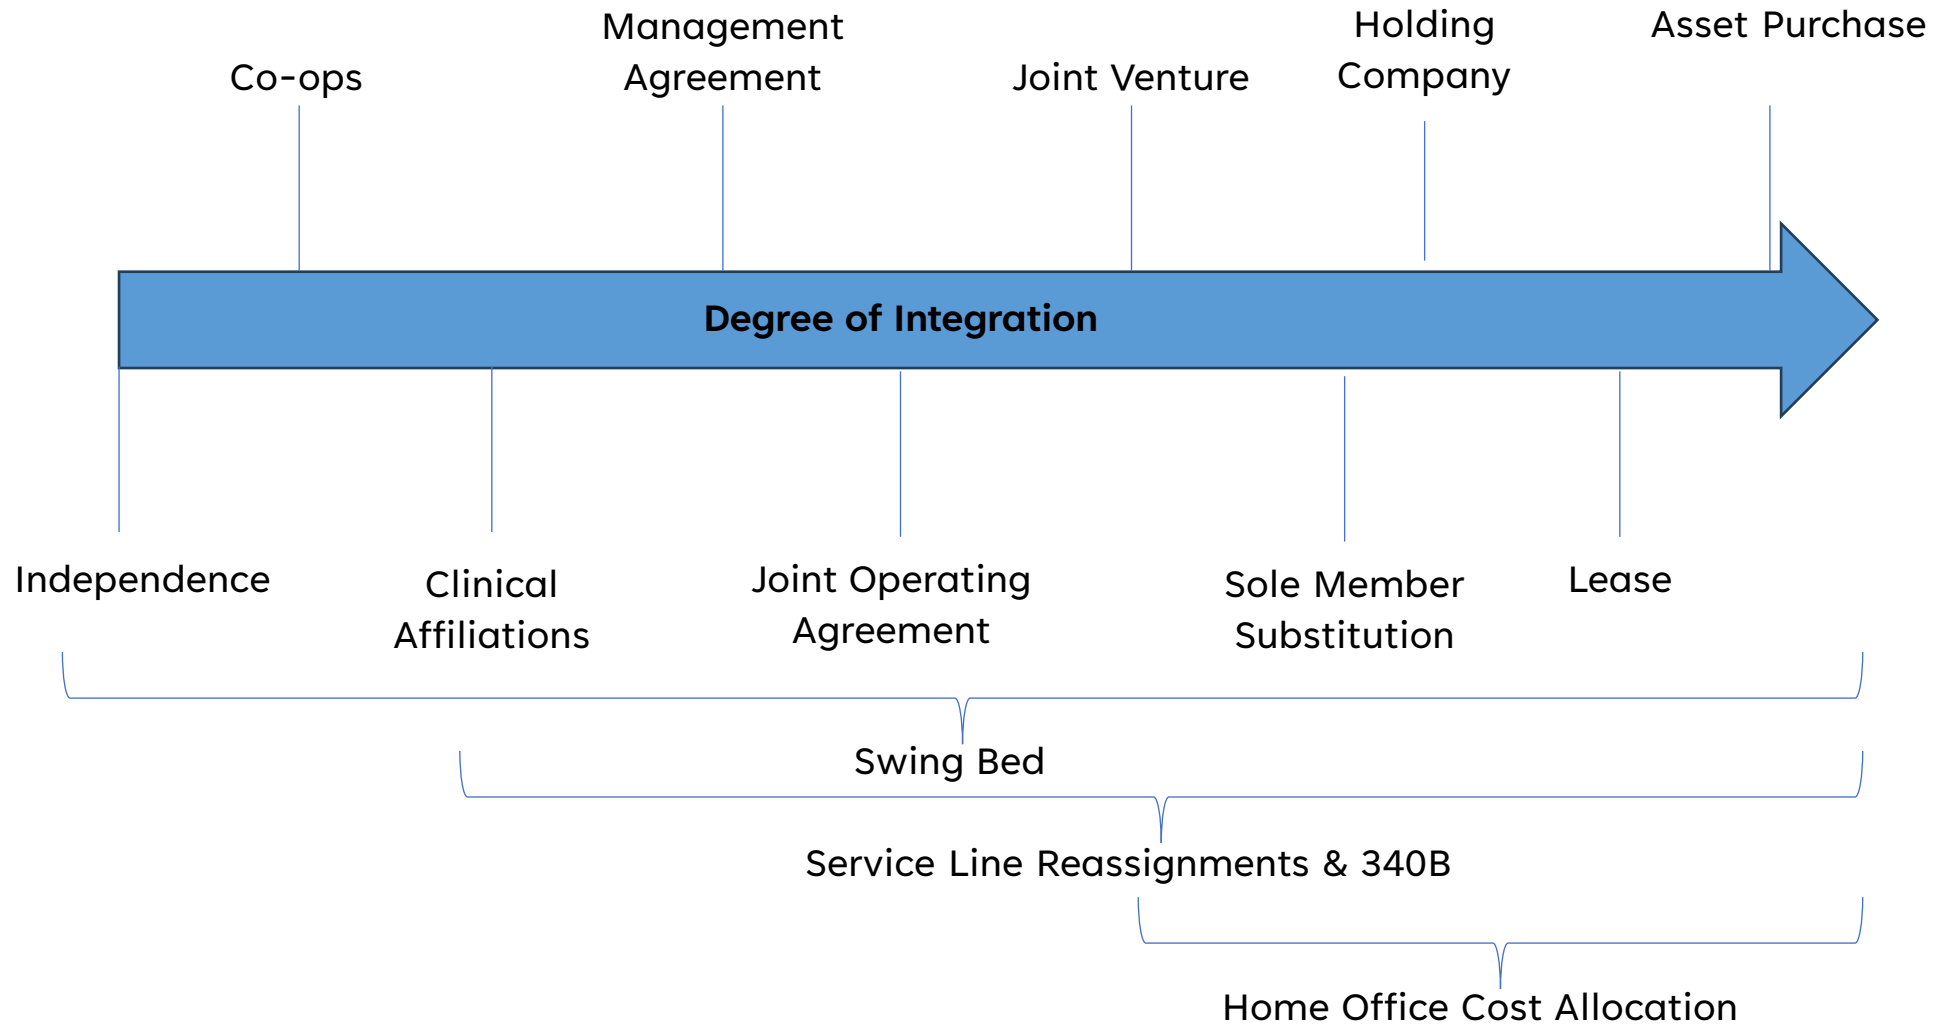 Co-ops
Management
Agreement
Joint Venture
Holding
Company
Asset Purchase
Degree of Integration
Independence
Clinical
Affiliations
Joint Operating
Agreement
Sole Member
Substitution
Lease
Swing Bed
Service Line Reassignments & 340B
Home Office Cost Allocation